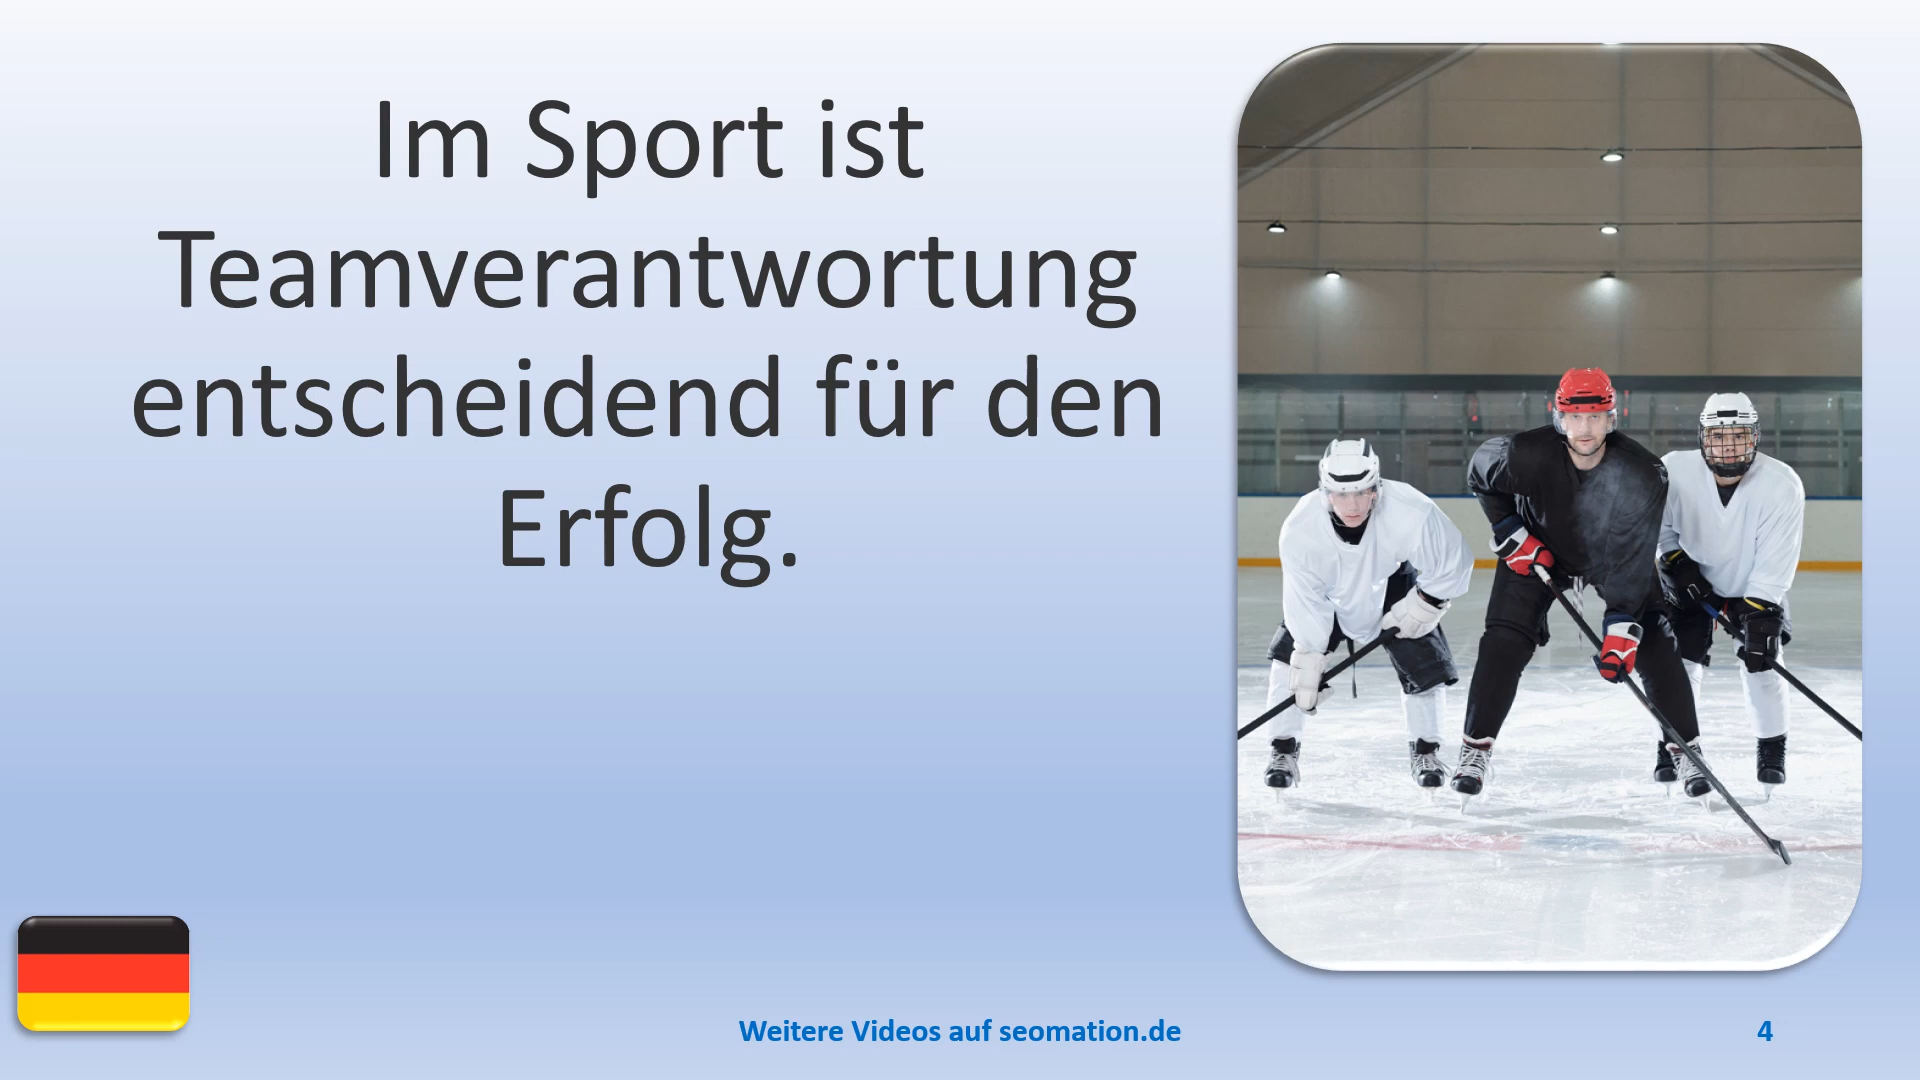 Im Sport ist
Teamverantwortung
entscheidend für den
Erfolg.
Weitere Videos auf seomation.de
4